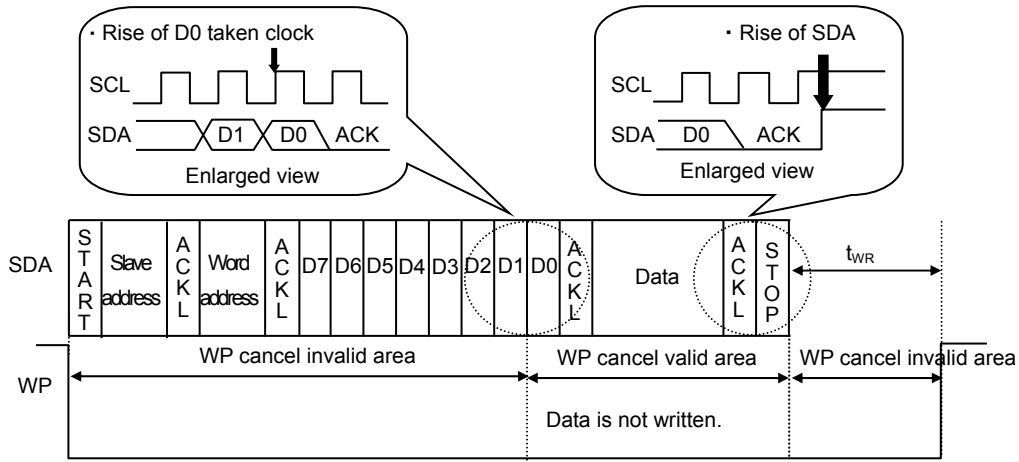 ・ Rise of D0 taken clock
SCL
SDA D1 D0 ACK
Enlarged view
・ Rise of SDA
SCL
SDA D0 ACK
Enlarged view
SDA START Slave address ACKL Word address ACKL D7 D6 D5 D4 D3 D2 D1 D0 ACKL Data ACKL STOP tWR
WP cancel invalid area WP cancel valid area WP cancel invalid area
WP
Data is not written.